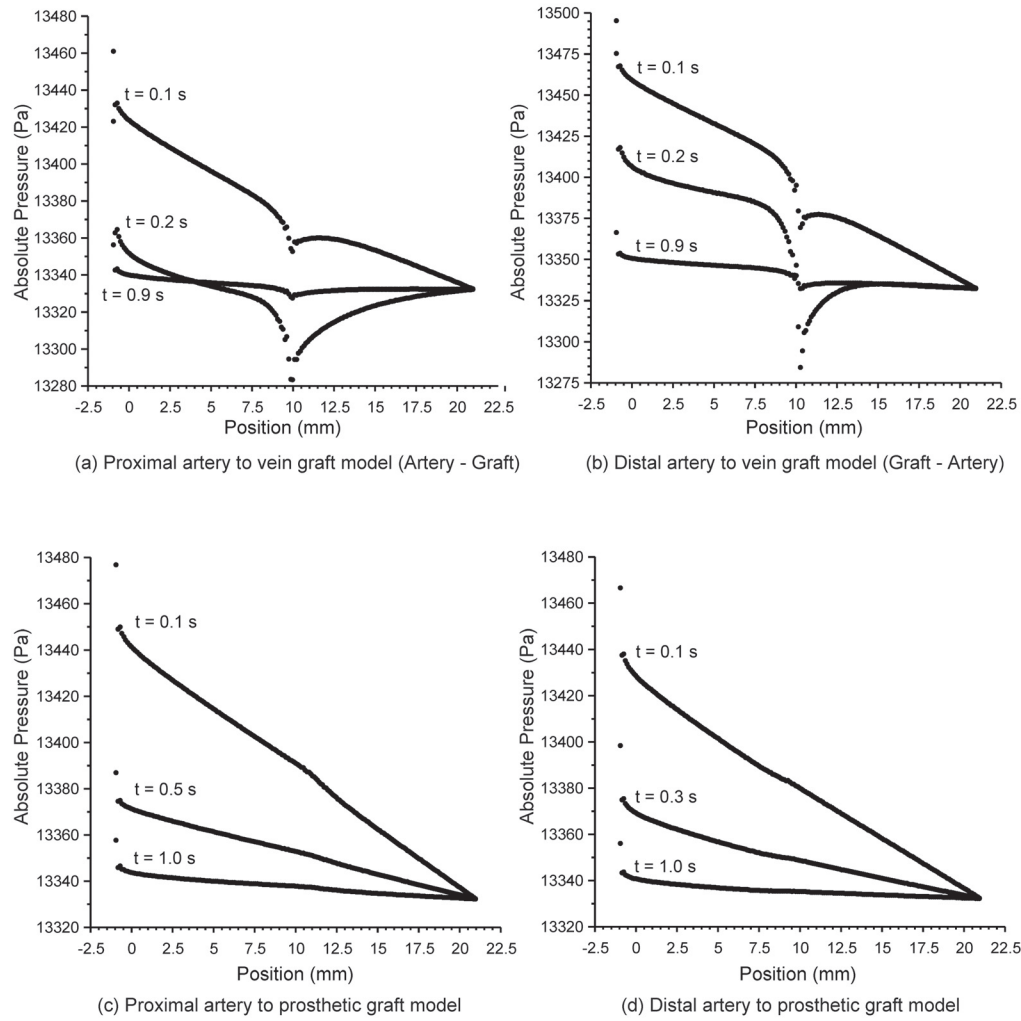 Absolute Pressure (Pa)
13480
13460
13440
13420
13400
13380
13360
13340
13320
13300
13280
t = 0.1 s
t = 0.2 s
t = 0.9 s
-2.5 0 2.5 5 7.5 10 12.5 15 17.5 20 22.5
Position (mm)
(a) Proximal artery to vein graft model (Artery - Graft)
Absolute Pressure (Pa)
13500
13475
13450
13425
13400
13375
13350
13325
13300
13275
t = 0.1 s
t = 0.2 s
t = 0.9 s
-2.5 0 2.5 5 7.5 10 12.5 15 17.5 20 22.5
Position (mm)
(b) Distal artery to vein graft model (Graft - Artery)
Absolute Pressure (Pa)
13480
13460
13440
13420
13400
13380
13360
13340
13320
t = 0.1 s
t = 0.5 s
t = 1.0 s
-2.5 0 2.5 5 7.5 10 12.5 15 17.5 20 22.5
Position (mm)
(c) Proximal artery to prosthetic graft model
Absolute Pressure (Pa)
13480
13460
13440
13420
13400
13380
13360
13340
13320
t = 0.1 s
t = 0.3 s
t = 1.0 s
-2.5 0 2.5 5 7.5 10 12.5 15 17.5 20 22.5
Position (mm)
(d) Distal artery to prosthetic graft model